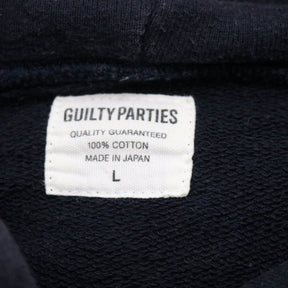 GUILTY PARTIES
QUALITY GUARANTEED
100% COTTON
MADE IN JAPAN
L